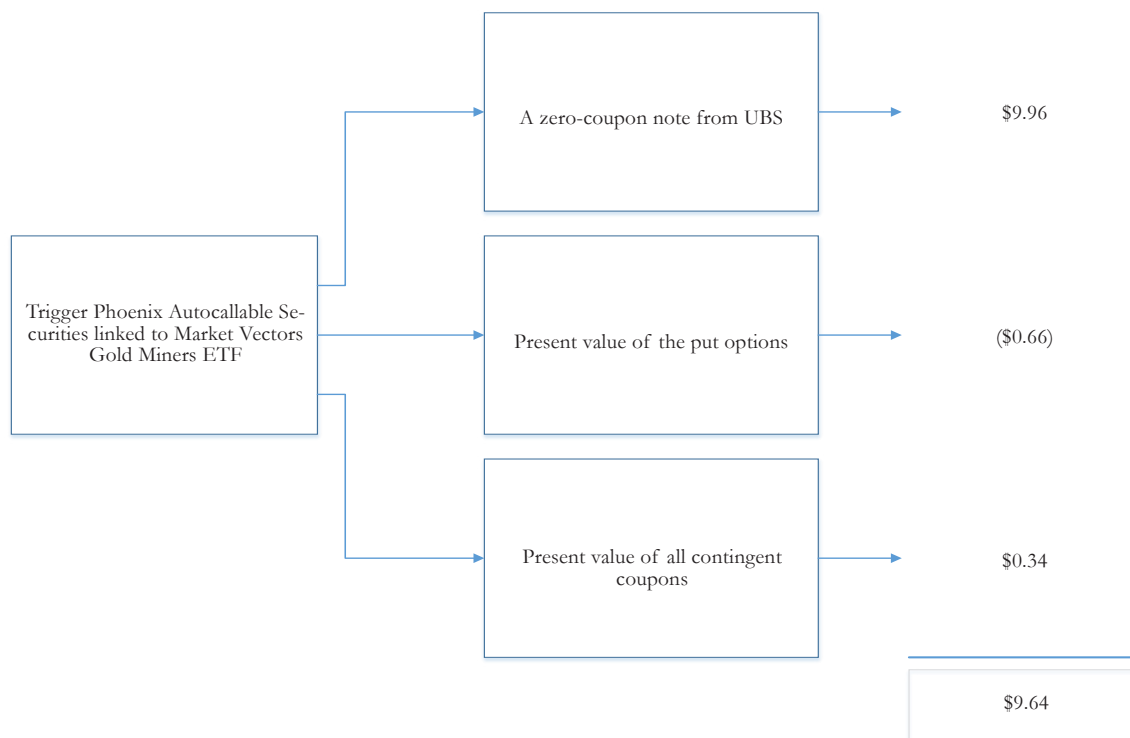 A zero-coupon note from UBS
$9.96
Trigger Phoenix Autocallable Se-
curities linked to Market Vectors
Gold Miners ETF
Present value of the put options
($0.66)
Present value of all contingent
coupons
$0.34
$9.64